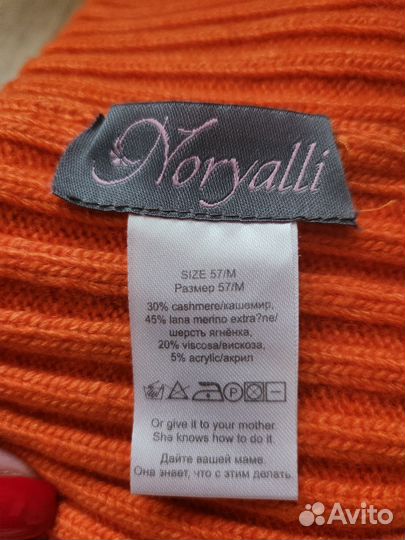 Noryalli
SIZE 57/M
Размер 57/M
30% cashmere/кашемир,
45% lana merino extra?ne/
шерсть ягнёнка,
20% viscosa/вискоза,
5% acrylic/акрил
Or give it to your mother
She knows how to do it.
Дайте вашей маме.
Она знает, что с этим делать
Avito